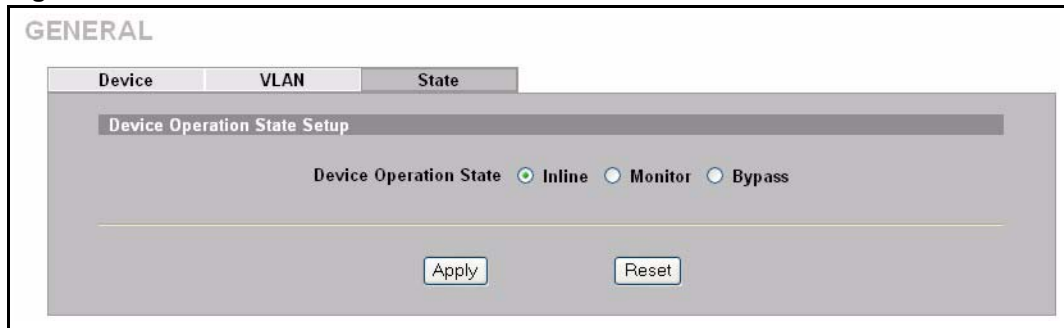 GENERAL
Device VLAN State
Device Operation State Setup
Device Operation State Inline Monitor Bypass
Apply Reset